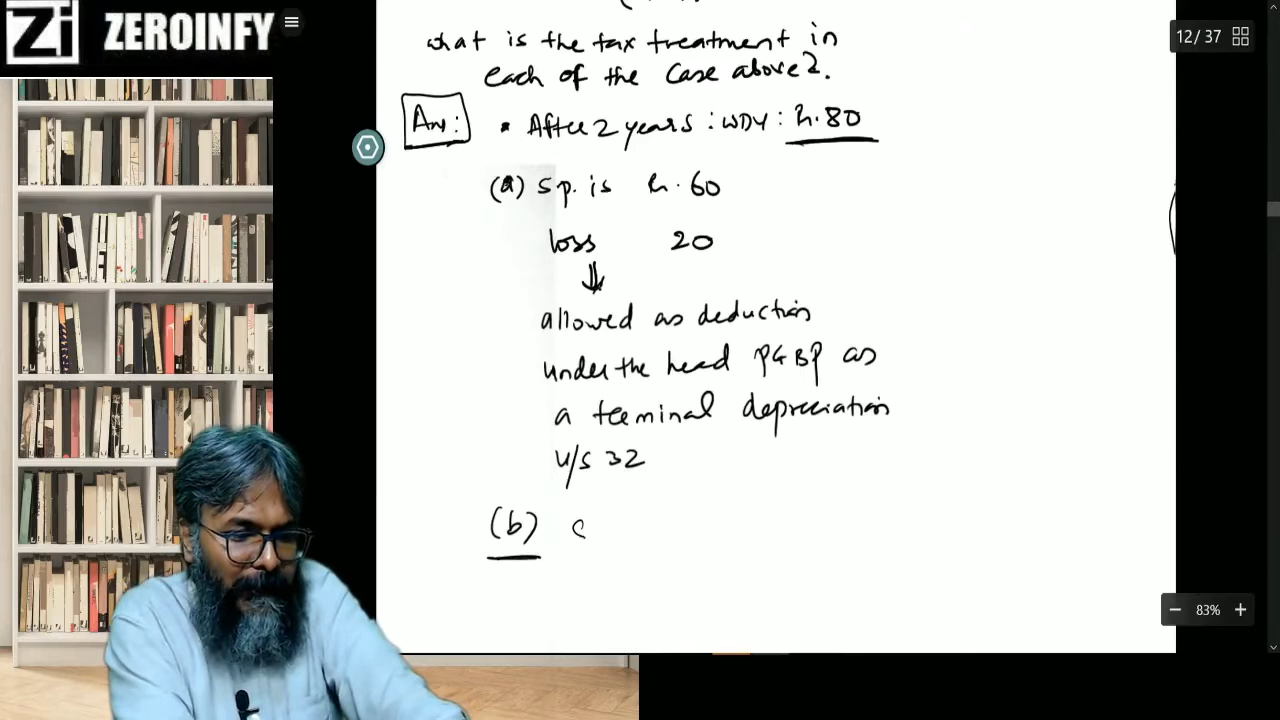 Zi ZEROINFY
12 / 37
what is the tax treatment in
each of the case above?.
Ans: • After 2 years: WDV: Rs. 80
(a) S.p. is Rs. 60
loss 20
allowed as deduction
under the head PGBP as
a terminal depreciation
u/s 32
(b)
83%